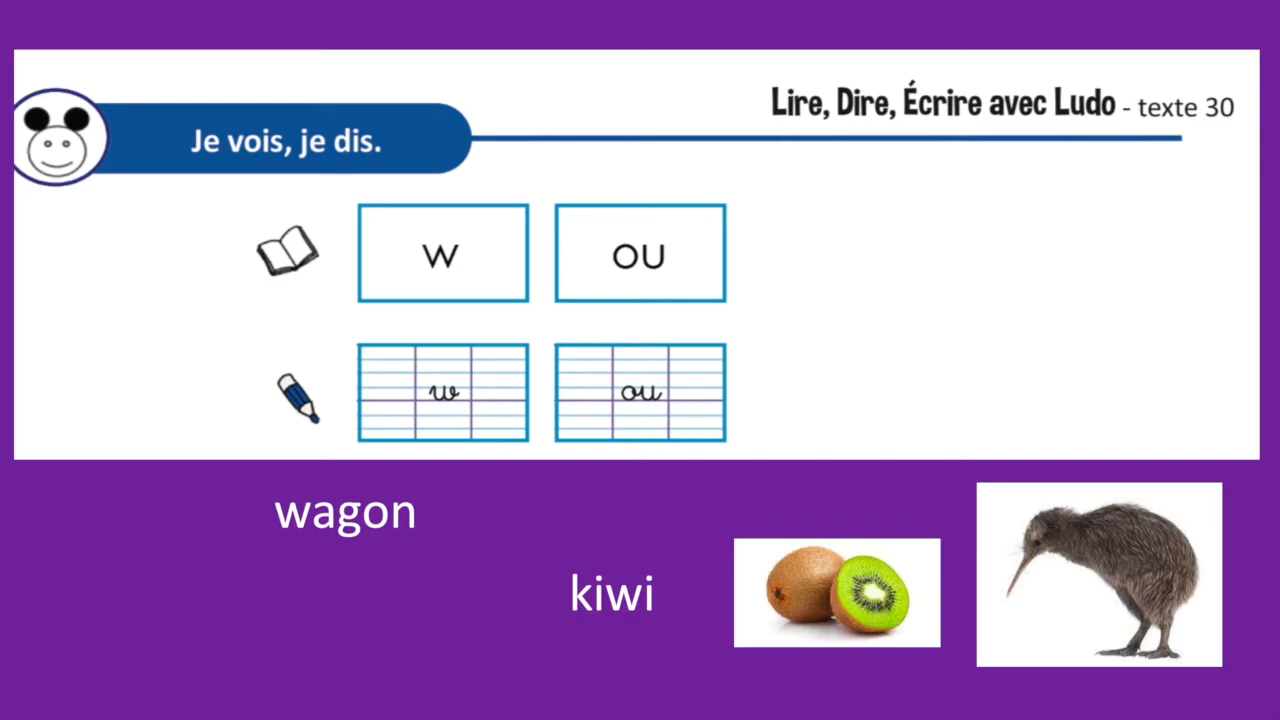 Lire, Dire, Écrire avec Ludo - texte 30
Je vois, je dis.
w ou
w ou
wagon
kiwi